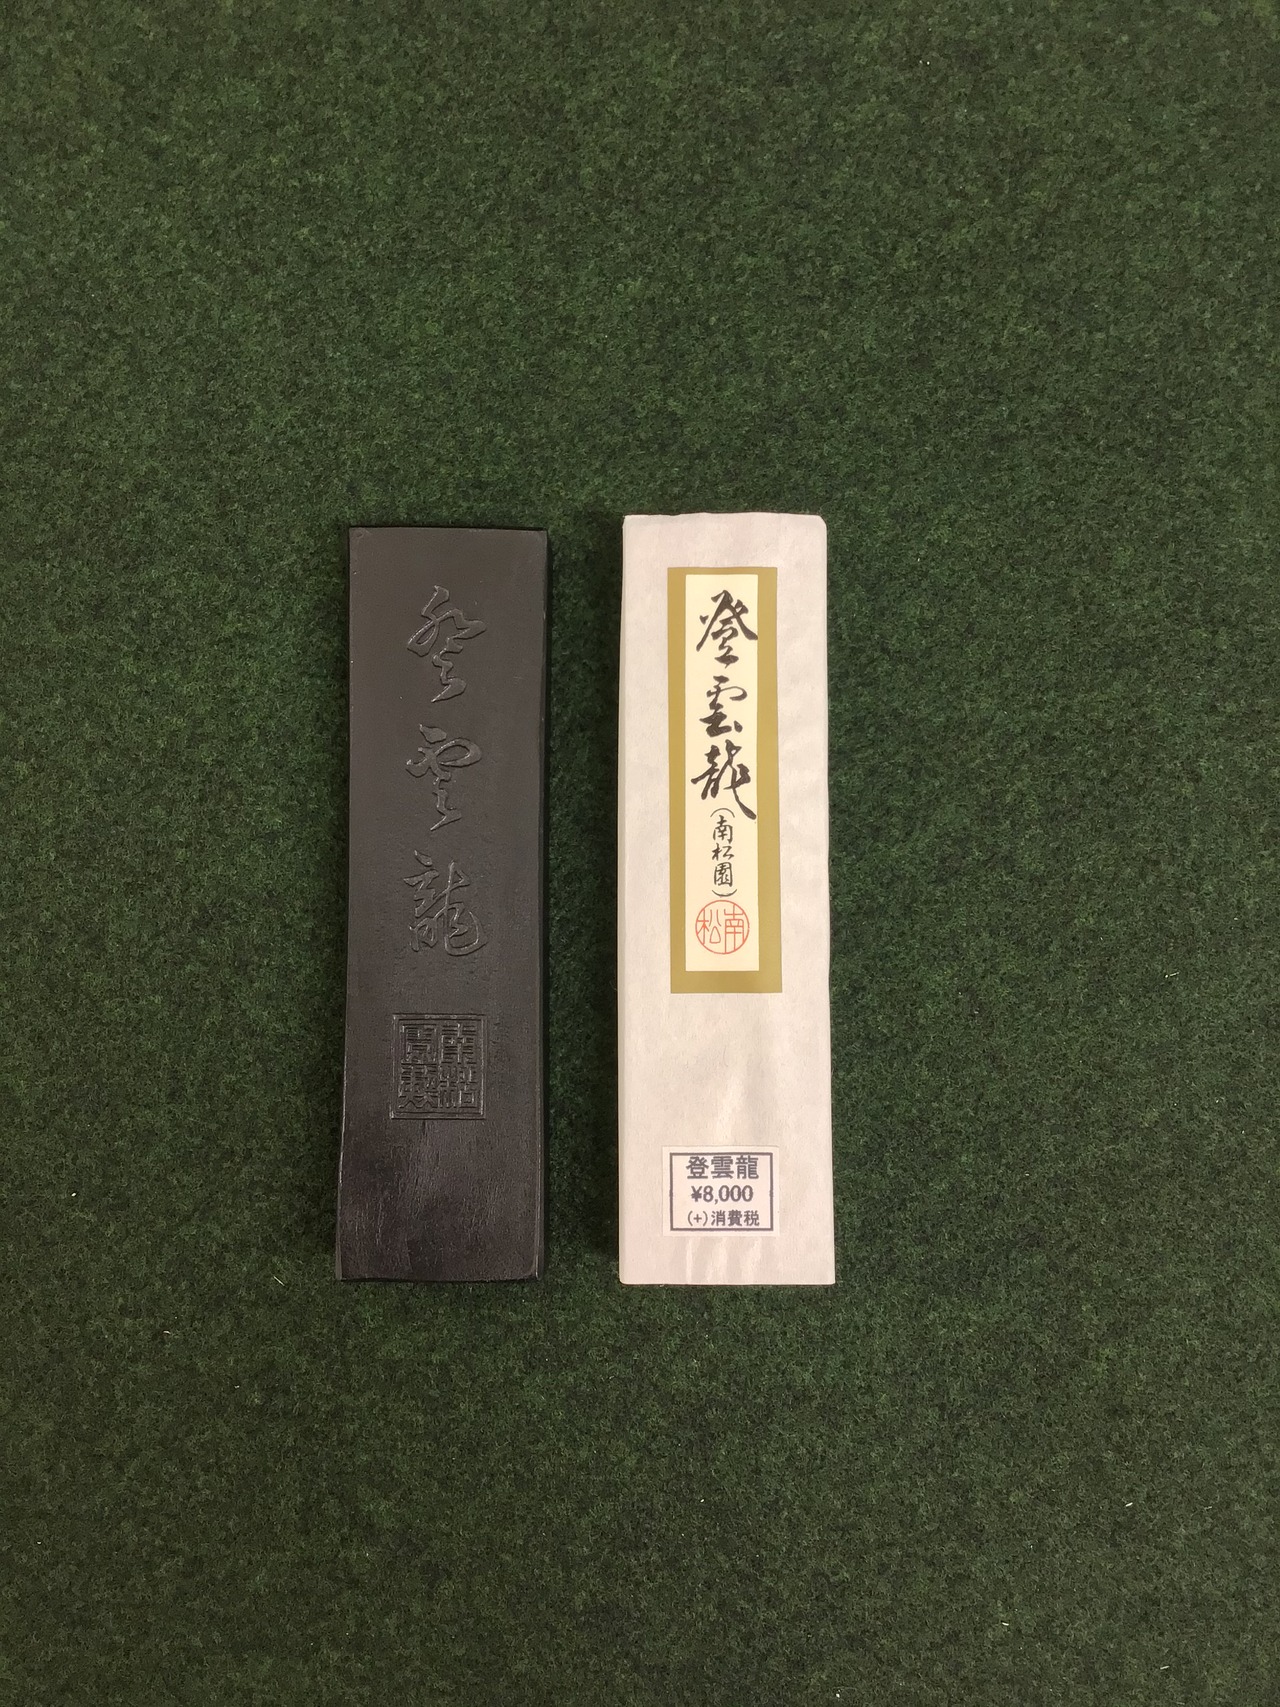 登雲龍
登雲龍
(南松園)
南松
登雲龍
¥8,000
(+)消費税